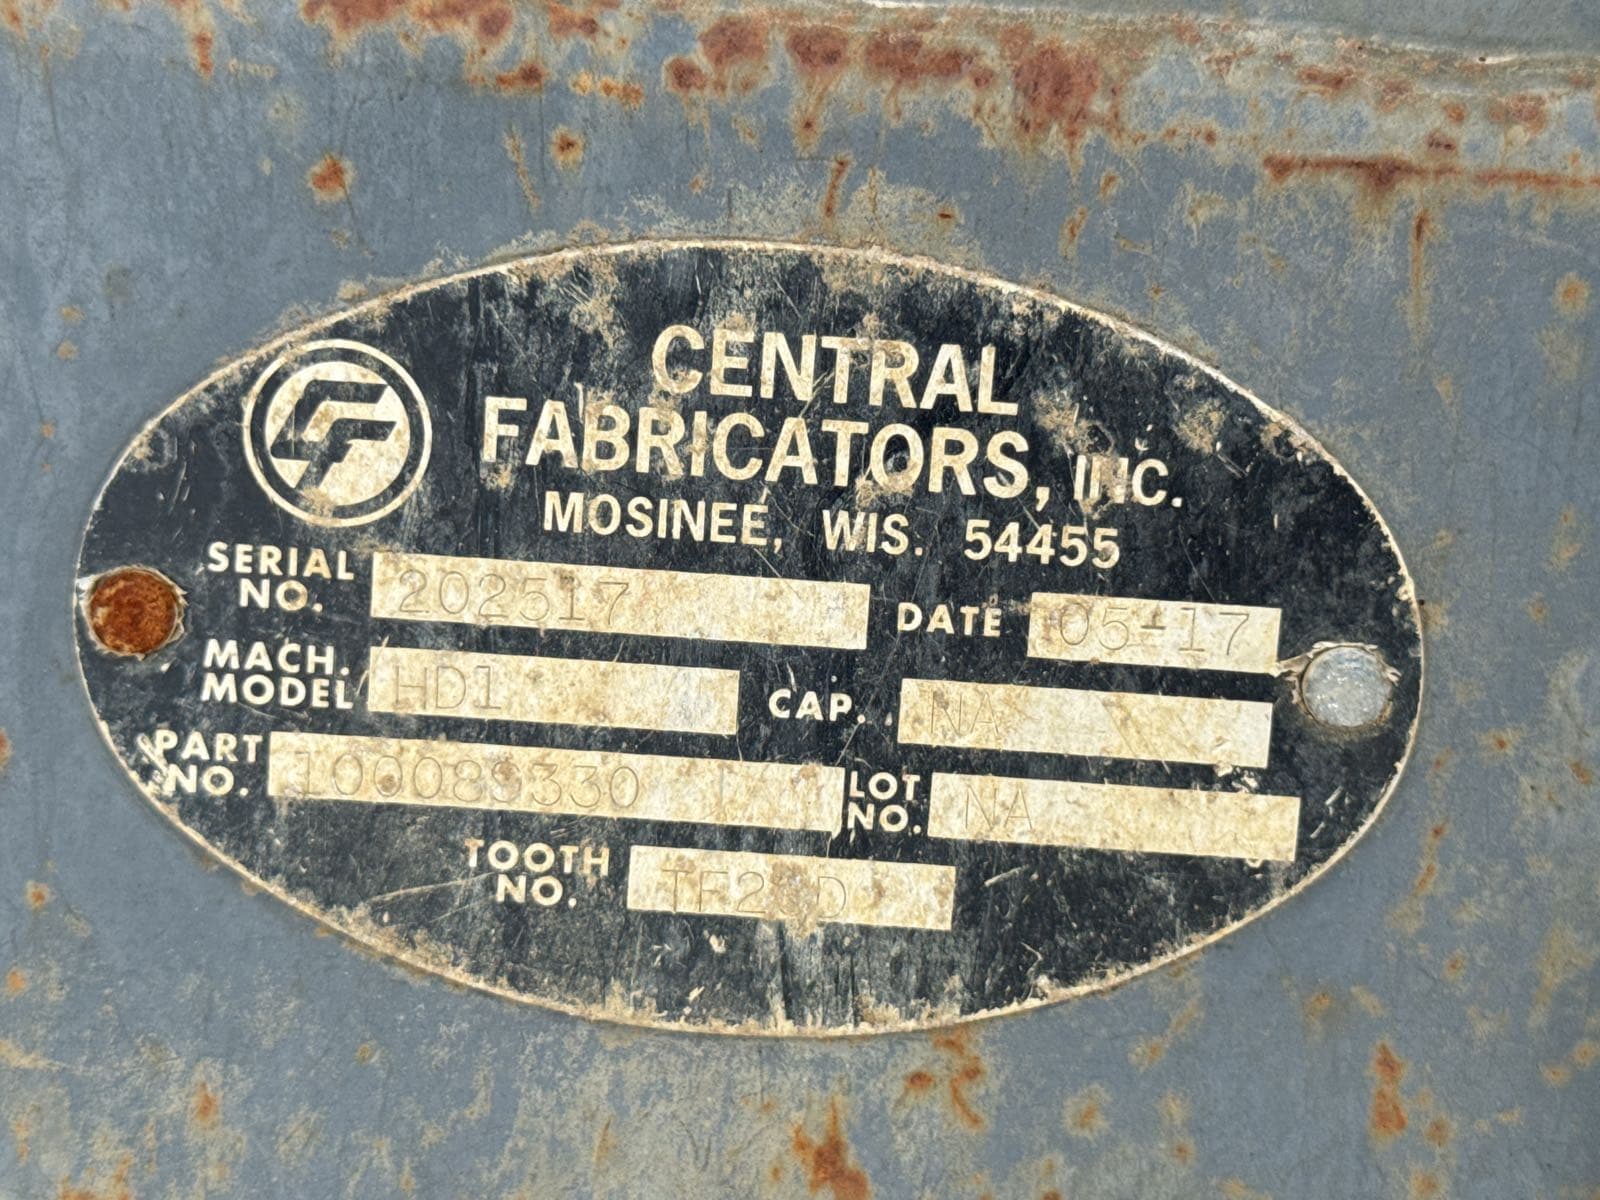 CENTRAL
FABRICATORS, INC.
MOSINEE, WIS. 54455
SERIAL NO. 202517 DATE 05-17
MACH. MODEL HD1 CAP. NA
PART NO. 100089330 LOT NO. NA
TOOTH NO.